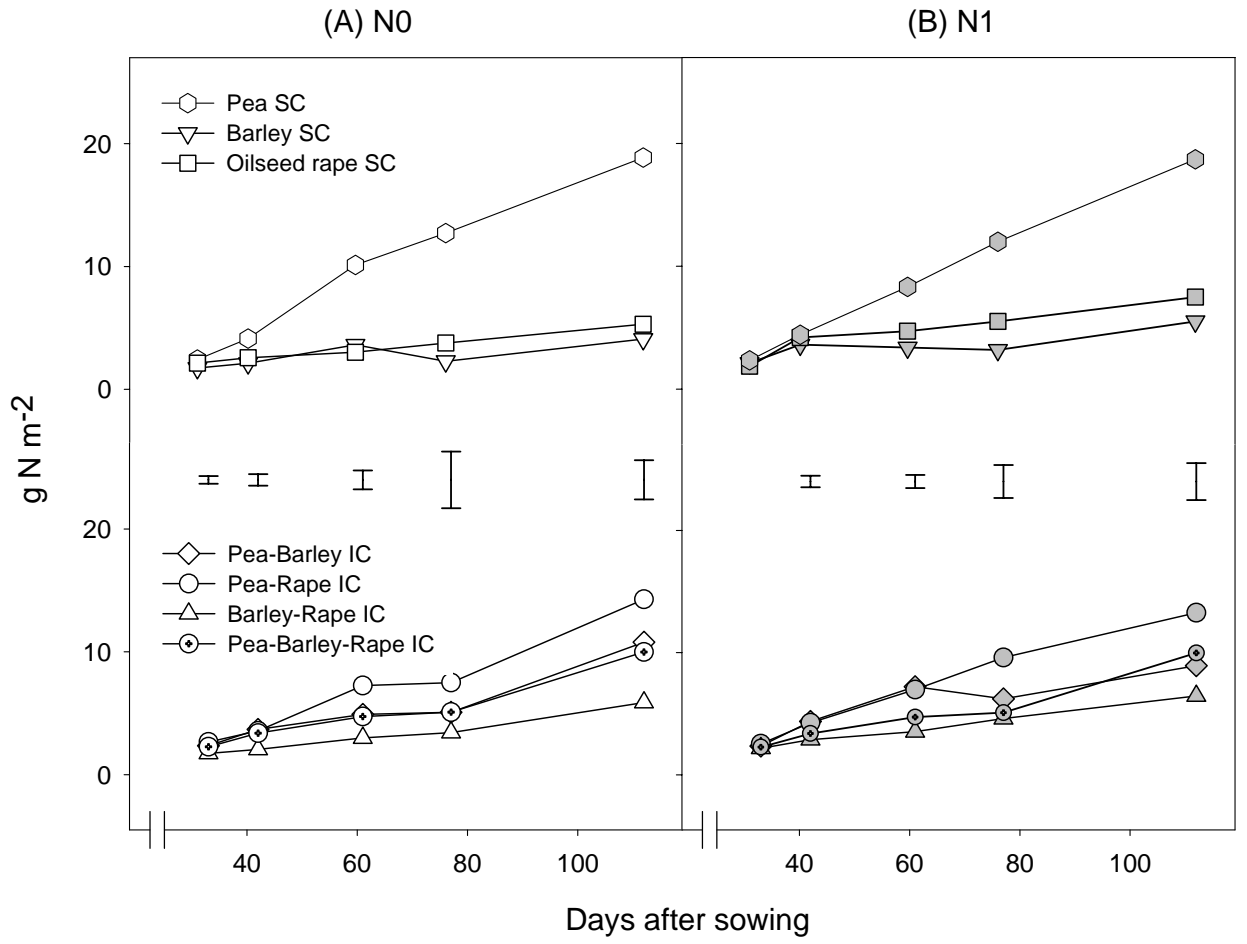 (A) N0
(B) N1
Pea SC
Barley SC
Oilseed rape SC
20
10
0
g N m-2
Pea-Barley IC
Pea-Rape IC
Barley-Rape IC
Pea-Barley-Rape IC
20
10
0
40 60 80 100
40 60 80 100
Days after sowing